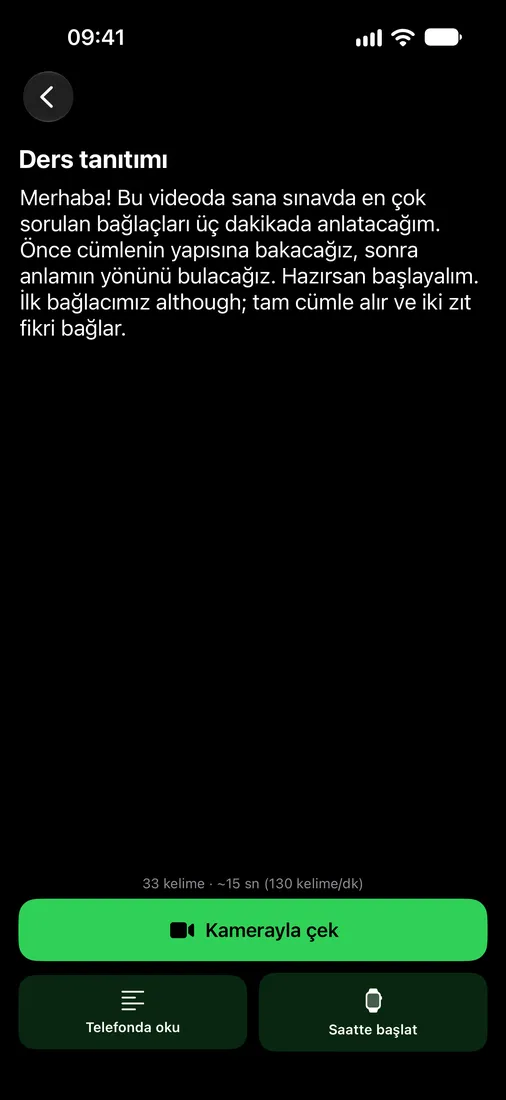 09:41
Ders tanıtımı
Merhaba! Bu videoda sana sınavda en çok
sorulan bağlaçları üç dakikada anlatacağım.
Önce cümlenin yapısına bakacağız, sonra
anlamın yönünü bulacağız. Hazırsan başlayalım.
İlk bağlacımız although; tam cümle alır ve iki zıt
fikri bağlar.
33 kelime · ~15 sn (130 kelime/dk)
Kamerayla çek
Telefonda oku
Saatte başlat